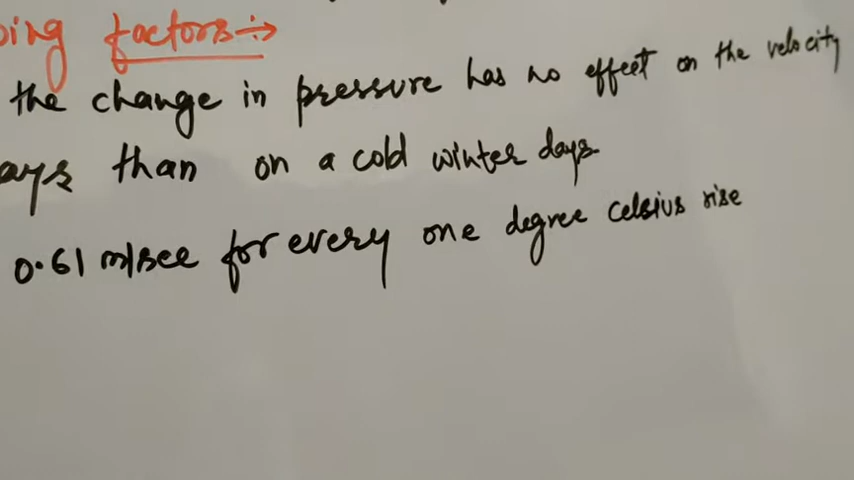 ing factors:→
the change in pressure has no effect on the velocity
ays than on a cold winter days.
0.61 m/sec for every one degree celsius rise